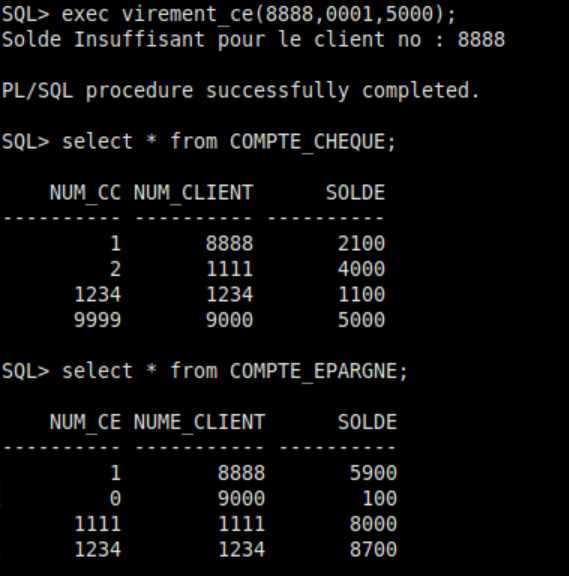 SQL> exec virement_ce(8888,0001,5000);
Solde Insuffisant pour le client no : 8888
PL/SQL procedure successfully completed.
SQL> select * from COMPTE_CHEQUE;
NUM_CC NUM_CLIENT SOLDE
---------- ---------- ----------
1 8888 2100
2 1111 4000
1234 1234 1100
9999 9000 5000
SQL> select * from COMPTE_EPARGNE;
NUM_CE NUME_CLIENT SOLDE
---------- ----------- ----------
1 8888 5900
0 9000 100
1111 1111 8000
1234 1234 8700